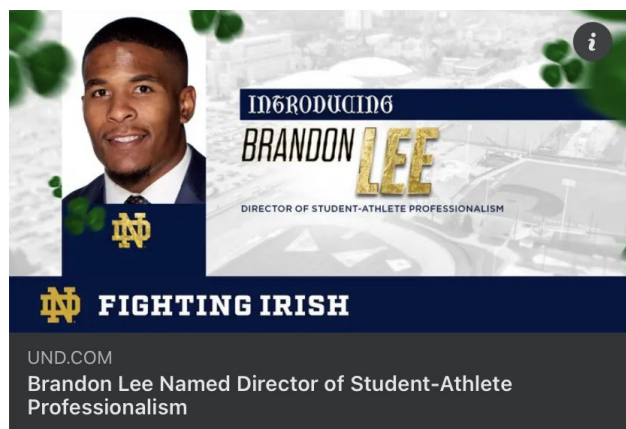 INTRODUCING
BRANDON LEE
DIRECTOR OF STUDENT-ATHLETE PROFESSIONALISM
ND
ND FIGHTING IRISH
UND.COM
Brandon Lee Named Director of Student-Athlete
Professionalism